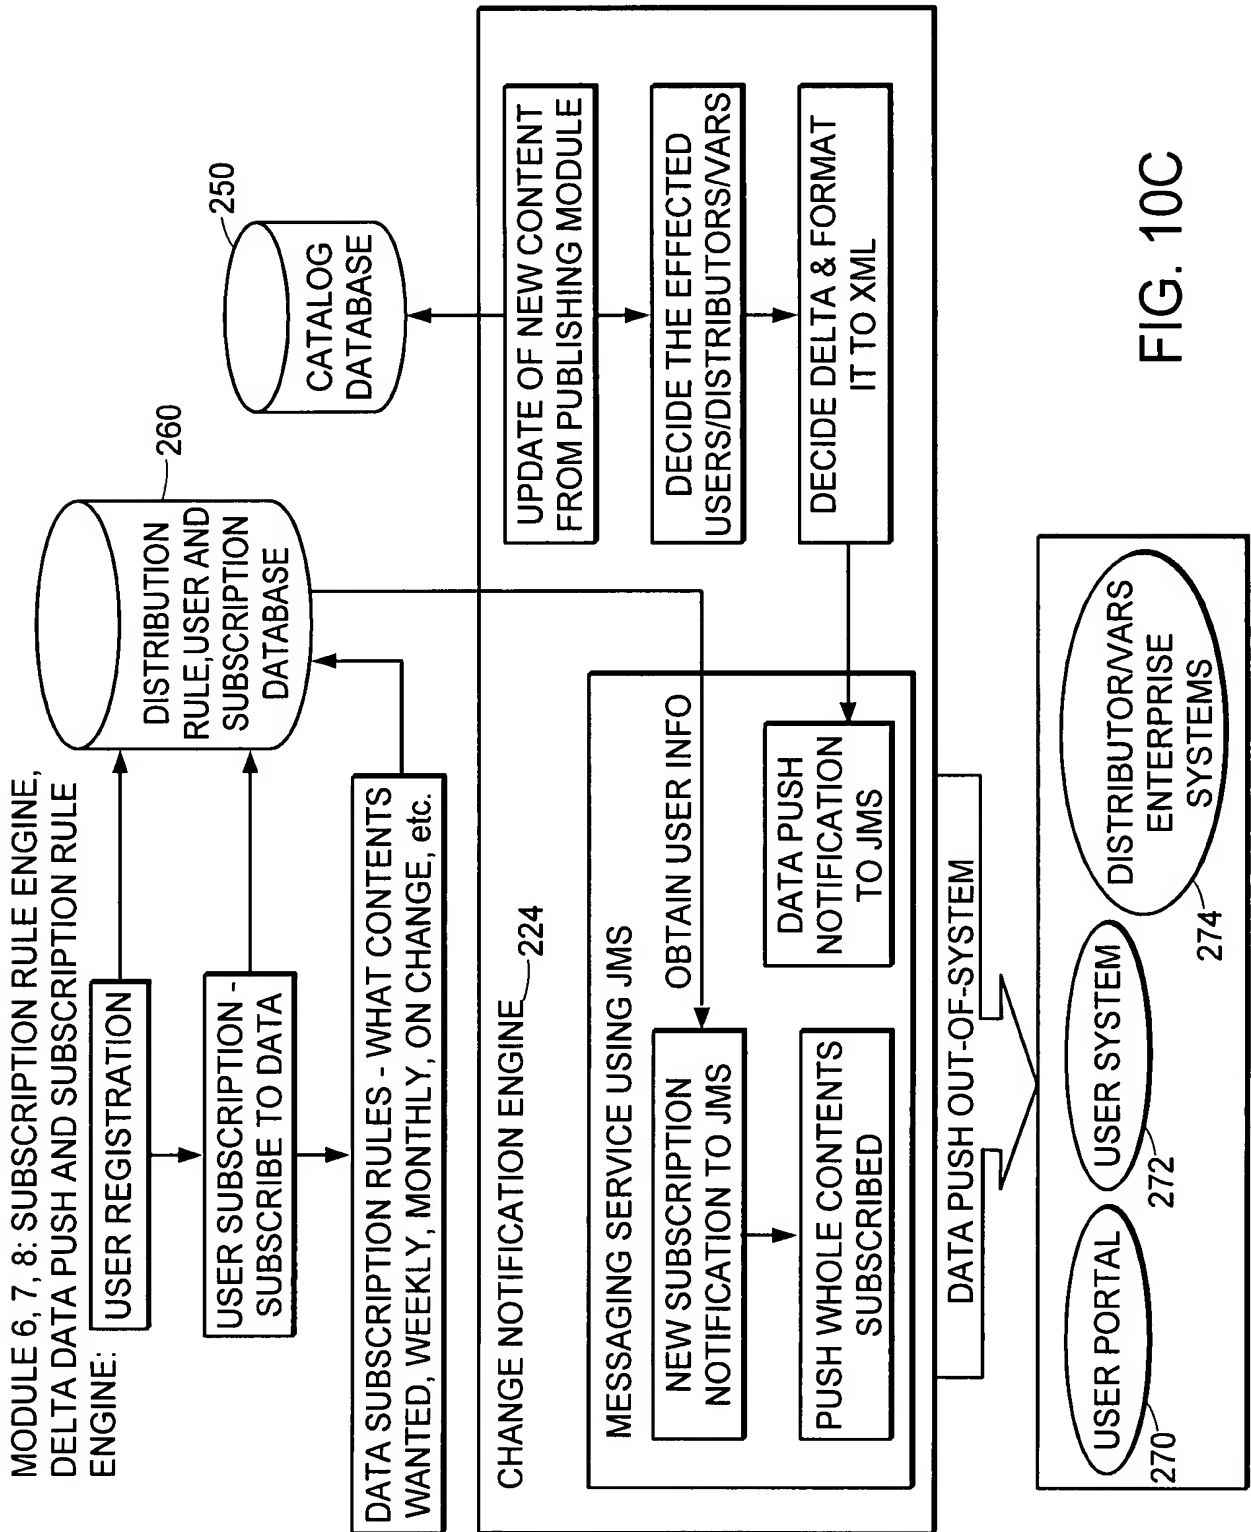 MODULE 6, 7, 8: SUBSCRIPTION RULE ENGINE,
DELTA DATA PUSH AND SUBSCRIPTION RULE
ENGINE:
USER REGISTRATION
USER SUBSCRIPTION -
SUBSCRIBE TO DATA
DATA SUBSCRIPTION RULES - WHAT CONTENTS
WANTED, WEEKLY, MONTHLY, ON CHANGE, etc.
DISTRIBUTION
RULE,USER AND
SUBSCRIPTION
DATABASE
260
CATALOG
DATABASE
250
CHANGE NOTIFICATION ENGINE
224
MESSAGING SERVICE USING JMS
OBTAIN USER INFO
NEW SUBSCRIPTION
NOTIFICATION TO JMS
PUSH WHOLE CONTENTS
SUBSCRIBED
DATA PUSH
NOTIFICATION
TO JMS
UPDATE OF NEW CONTENT
FROM PUBLISHING MODULE
DECIDE THE EFFECTED
USERS/DISTRIBUTORS/VARS
DECIDE DELTA & FORMAT
IT TO XML
DATA PUSH OUT-OF-SYSTEM
USER PORTAL
270
USER SYSTEM
272
DISTRIBUTOR/VARS
ENTERPRISE
SYSTEMS
274
FIG. 10C